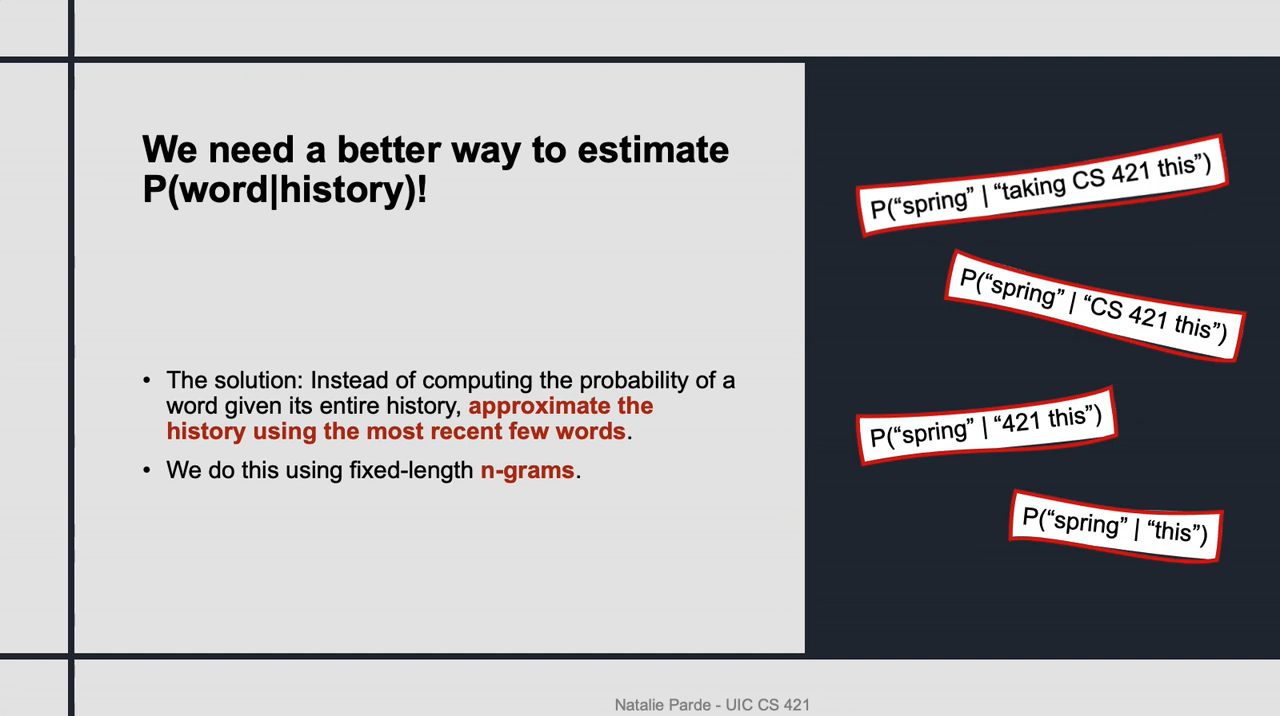 We need a better way to estimate
P(word|history)!
• The solution: Instead of computing the probability of a
word given its entire history, approximate the
history using the most recent few words.
• We do this using fixed-length n-grams.
P(“spring” | “taking CS 421 this”)
P(“spring” | “CS 421 this”)
P(“spring” | “421 this”)
P(“spring” | “this”)
Natalie Parde - UIC CS 421